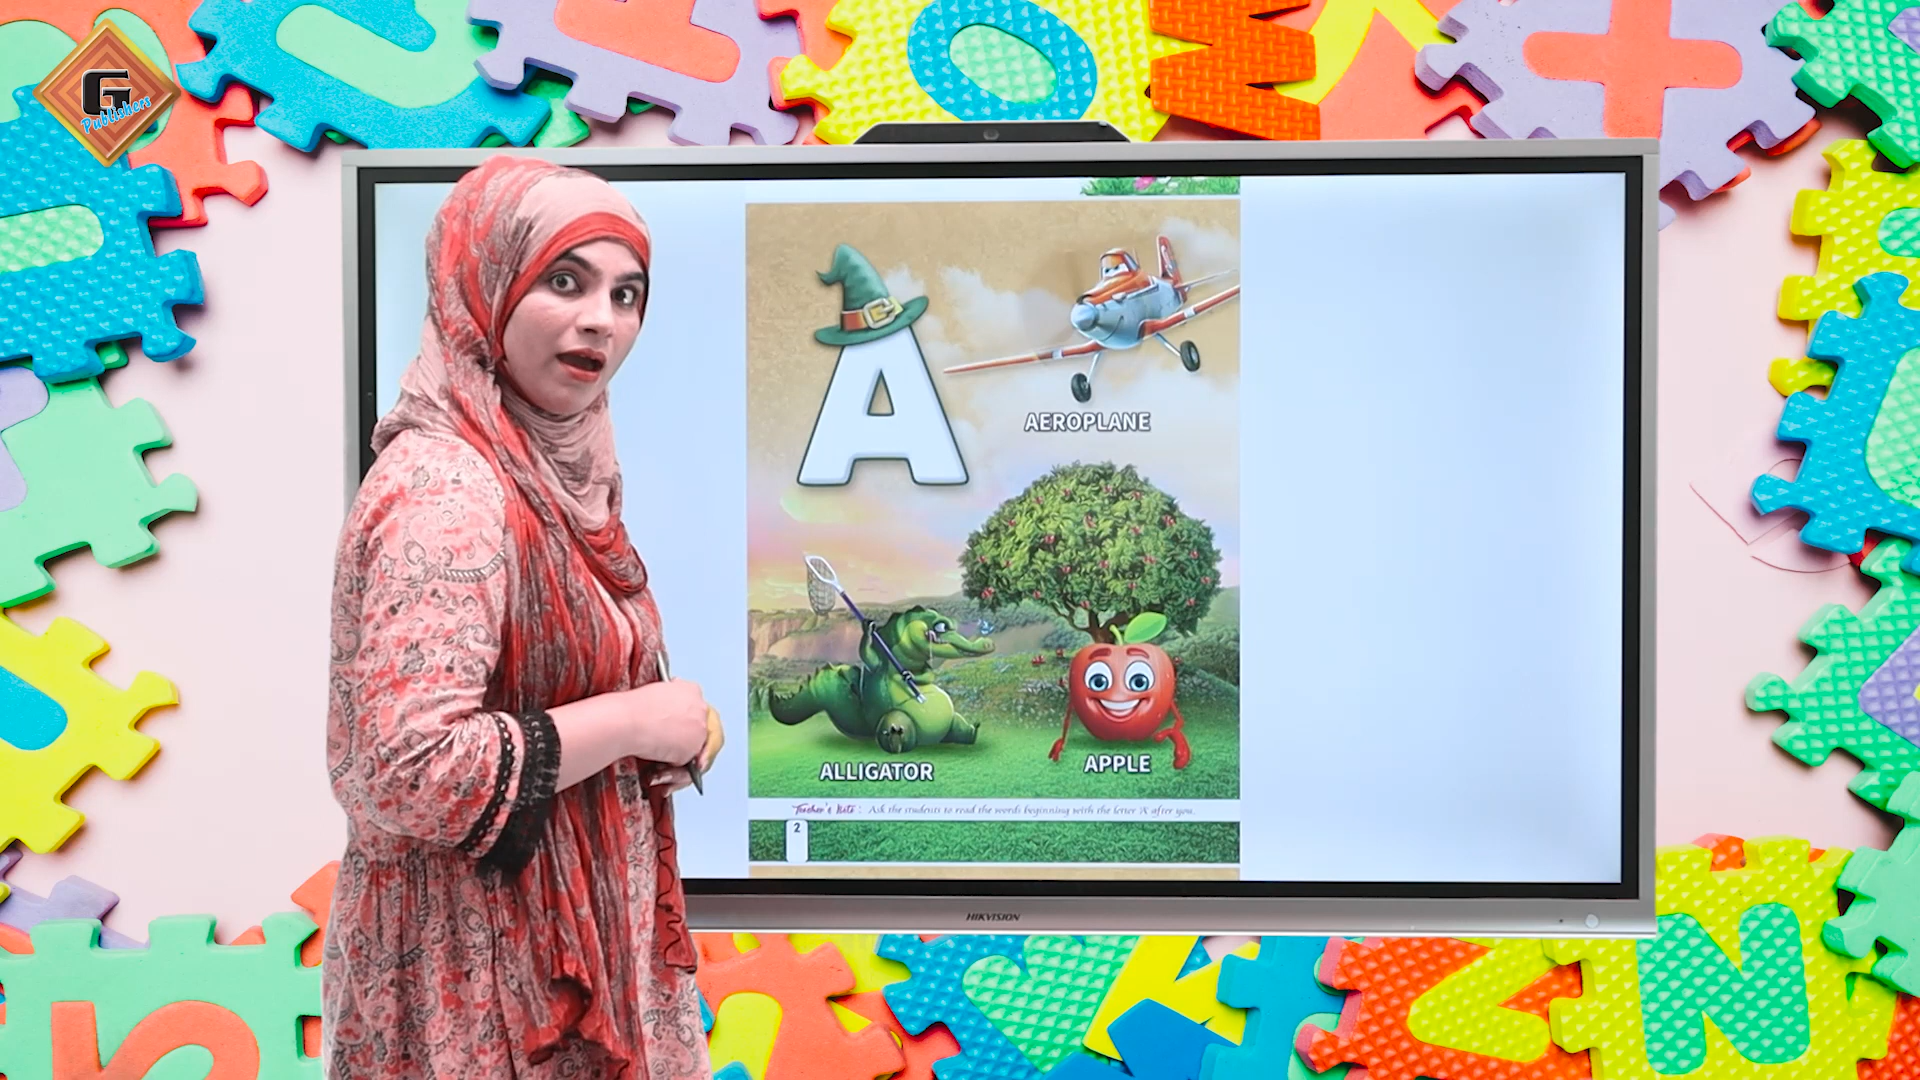 G
Publishers
A
AEROPLANE
ALLIGATOR
APPLE
Teacher's Note : Ask the students to read the words beginning with the letter 'A' after you.
2
HIKVISION